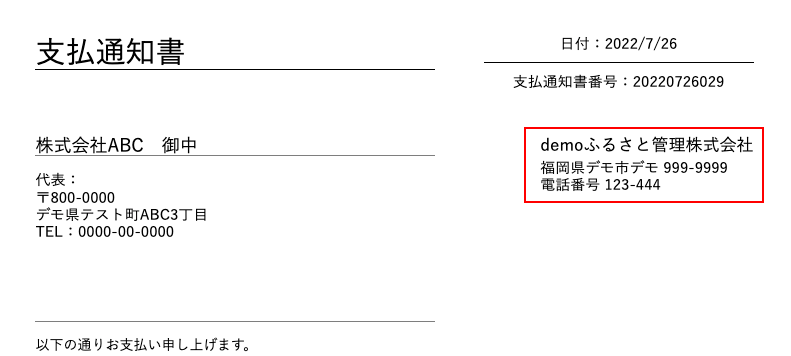 支払通知書
日付：2022/7/26
支払通知書番号：20220726029
株式会社ABC　御中
代表：
〒800-0000
デモ県テスト町ABC3丁目
TEL：0000-00-0000
demoふるさと管理株式会社
福岡県デモ市デモ 999-9999
電話番号 123-444
以下の通りお支払い申し上げます。